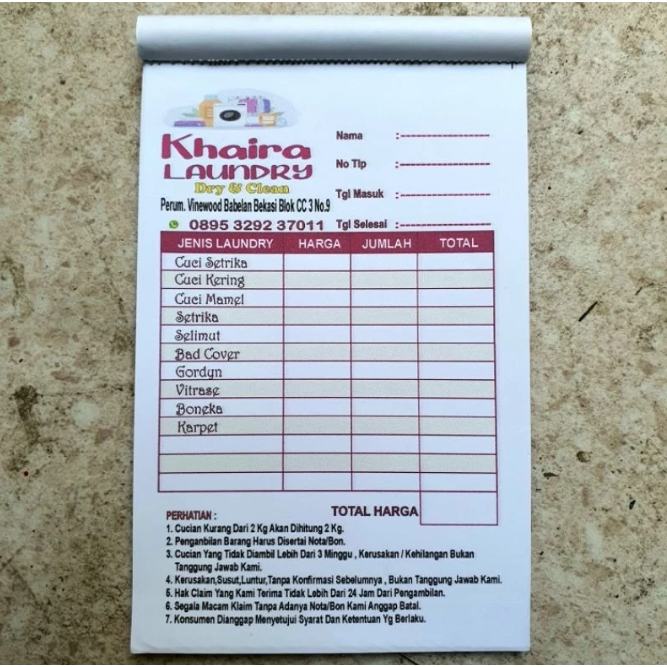 Khaira
LAUNDRY
Dry & Clean
Perum. Vinewood Babelan Bekasi Blok CC 3 No.9
0895 3292 37011
Nama :
No Tlp :
Tgl Masuk :
Tgl Selesai :
JENIS LAUNDRY HARGA JUMLAH TOTAL
Cuci Setrika
Cuci Kering
Cuci Mamel
Setrika
Selimut
Bad Cover
Gordyn
Vitrase
Boneka
Karpet
TOTAL HARGA
PERHATIAN :
1. Cucian Kurang Dari 2 Kg Akan Dihitung 2 Kg.
2. Penganbilan Barang Harus Disertai Nota/Bon.
3. Cucian Yang Tidak Diambil Lebih Dari 3 Minggu , Kerusakan / Kehilangan Bukan
Tanggung Jawab Kami.
4. Kerusakan,Susut,Luntur,Tanpa Konfirmasi Sebelumnya , Bukan Tanggung Jawab Kami.
5. Hak Claim Yang Kami Terima Tidak Lebih Dari 24 Jam Dari Pengambilan.
6. Segala Macam Klaim Tanpa Adanya Nota/Bon Kami Anggap Batal.
7. Konsumen Dianggap Menyetujui Syarat Dan Ketentuan Yg Berlaku.